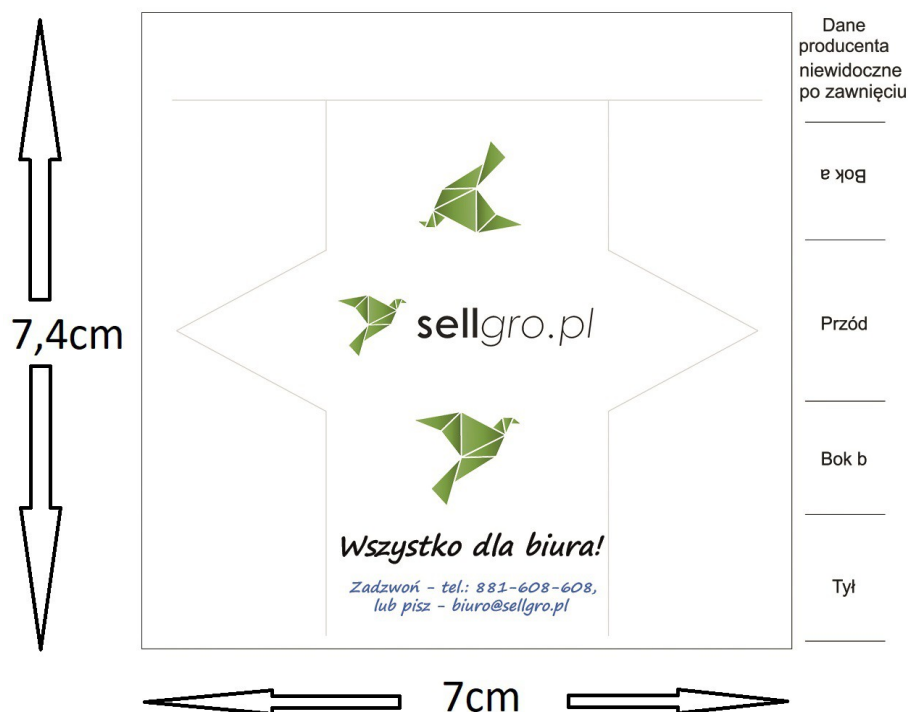 Dane
producenta
niewidoczne
po zawnięciu
Bok a
7,4cm
sellgro.pl
Przód
Bok b
Wszystko dla biura!
Zadzwoń - tel.: 881-608-608,
lub pisz - biuro@sellgro.pl
Tył
7cm